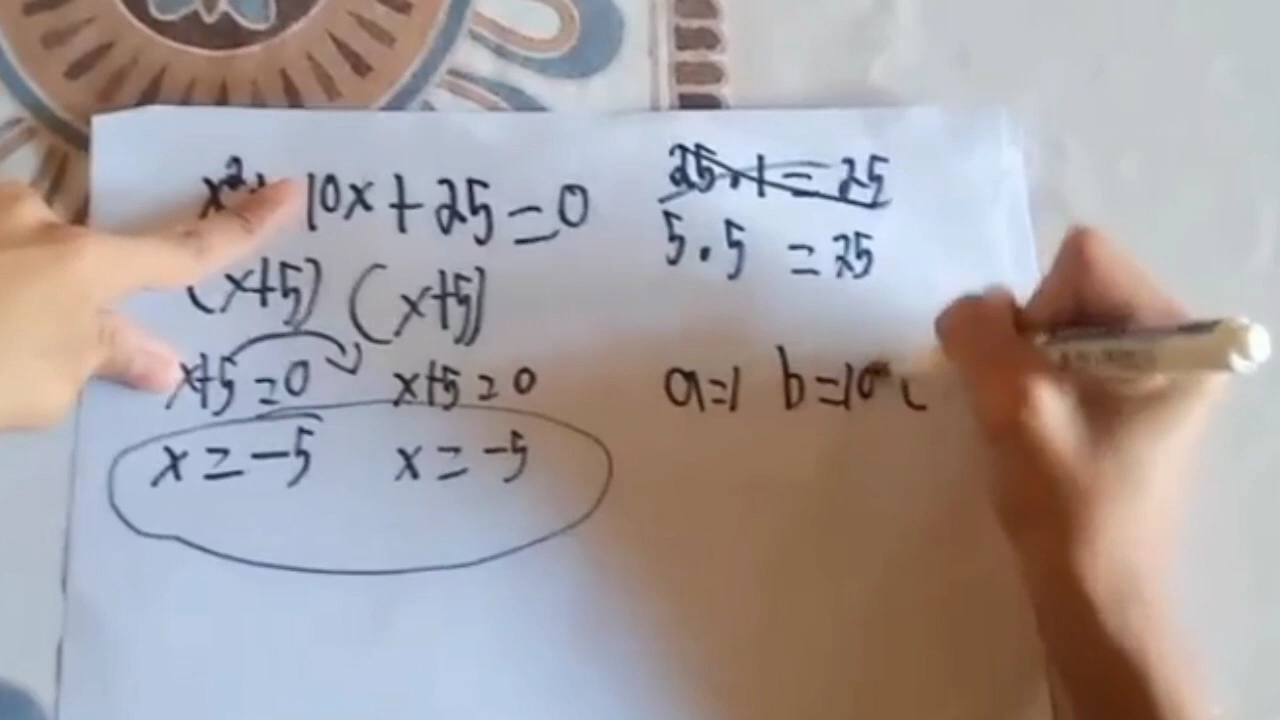 x² + 10x + 25 = 0
(x+5) (x+5)
x+5=0 x+5=0
x = -5 x = -5
25 . 1 = 25
5 . 5 = 25
a=1 b=10